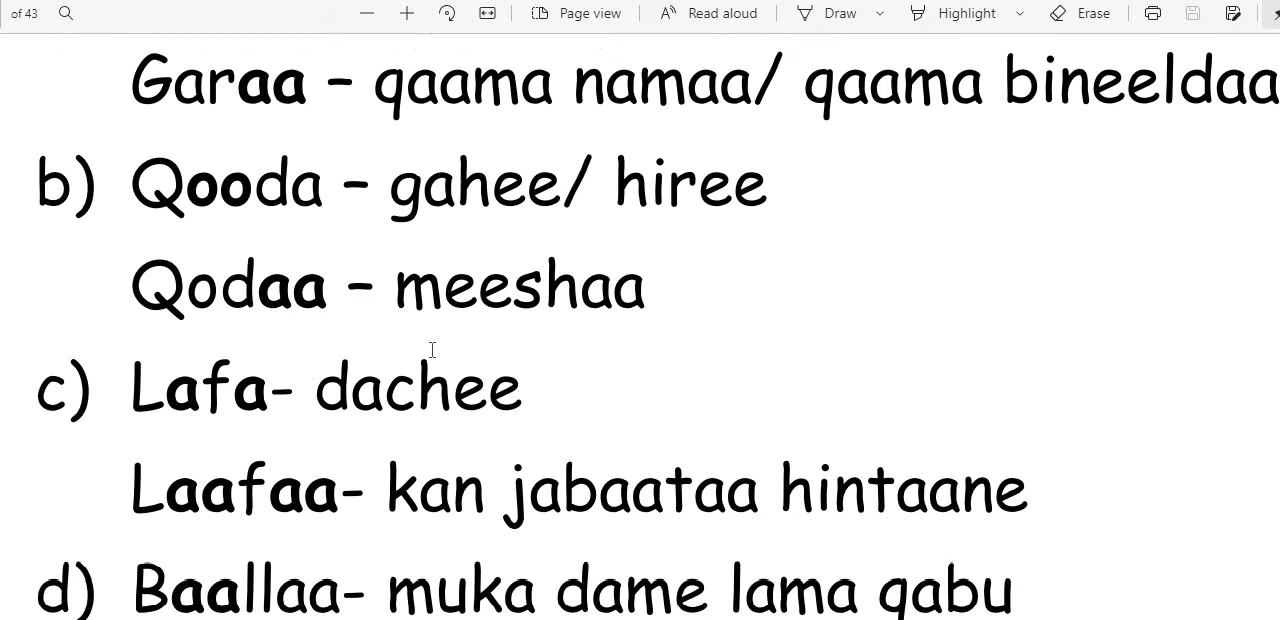 of 43 Page view Read aloud Draw Highlight Erase
Garaa – qaama namaa/ qaama bineeldaa
b) Qooda – gahee/ hiree
Qodaa – meeshaa
c) Lafa- dachee
Laafaa- kan jabaataa hintaane
d) Baallaa- muka dame lama qabu